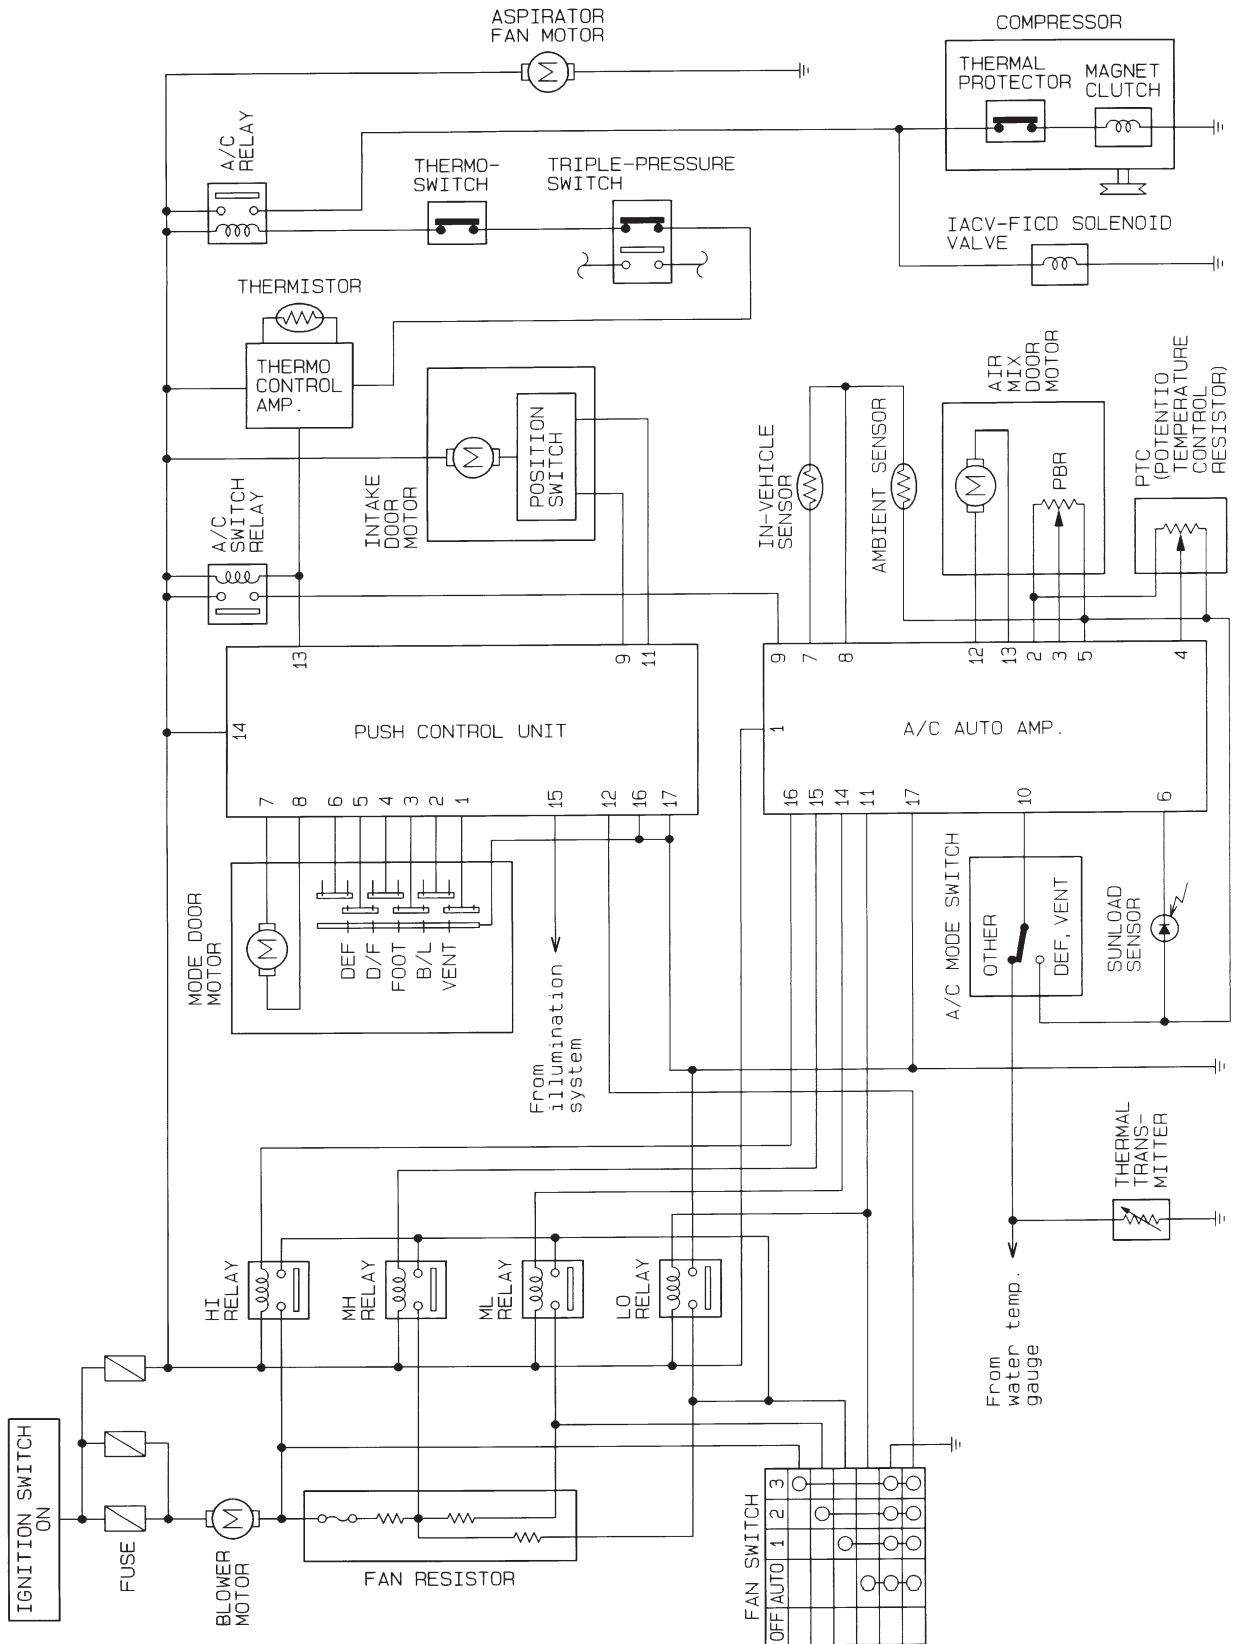 ASPIRATOR
FAN MOTOR
M
COMPRESSOR
THERMAL
PROTECTOR
MAGNET
CLUTCH
A/C
RELAY
THERMO-
SWITCH
TRIPLE-PRESSURE
SWITCH
IACV-FICD SOLENOID
VALVE
THERMISTOR
THERMO
CONTROL
AMP.
INTAKE
DOOR
MOTOR
M
POSITION
SWITCH
IN-VEHICLE
SENSOR
AMBIENT SENSOR
AIR
MIX
DOOR
MOTOR
M
PBR
PTC
(POTENTIO
TEMPERATURE
CONTROL
RESISTOR)
A/C
SWITCH
RELAY
13
9
11
14
PUSH CONTROL UNIT
7
8
6
5
4
3
2
1
15
12
16
17
9
7
8
12
13
2
3
5
4
1
A/C AUTO AMP.
16
15
14
11
17
10
6
MODE DOOR
MOTOR
M
DEF
D/F
FOOT
B/L
VENT
From
illumination
system
A/C MODE SWITCH
OTHER
DEF, VENT
SUNLOAD
SENSOR
THERMAL
TRANS-
MITTER
From
water temp.
gauge
HI
RELAY
MH
RELAY
ML
RELAY
LO
RELAY
IGNITION SWITCH
ON
FUSE
M
BLOWER
MOTOR
FAN RESISTOR
FAN SWITCH
3
2
1
AUTO
OFF